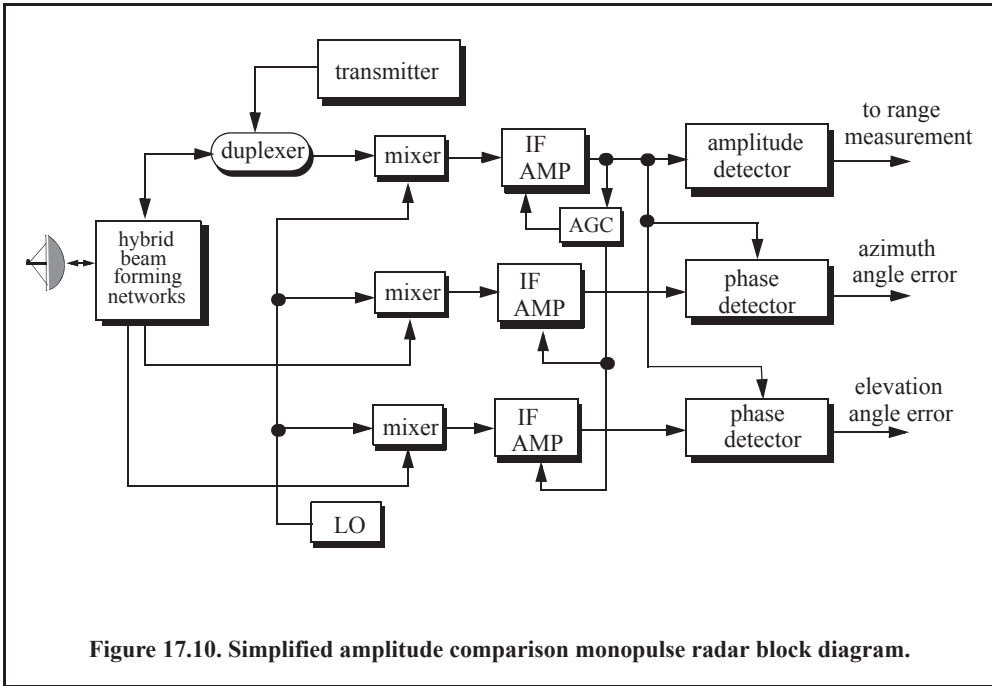 transmitter
to range
measurement
duplexer
mixer
IF
AMP
amplitude
detector
AGC
hybrid
beam
forming
networks
mixer
IF
AMP
phase
detector
azimuth
angle error
mixer
IF
AMP
phase
detector
elevation
angle error
LO
Figure 17.10. Simplified amplitude comparison monopulse radar block diagram.